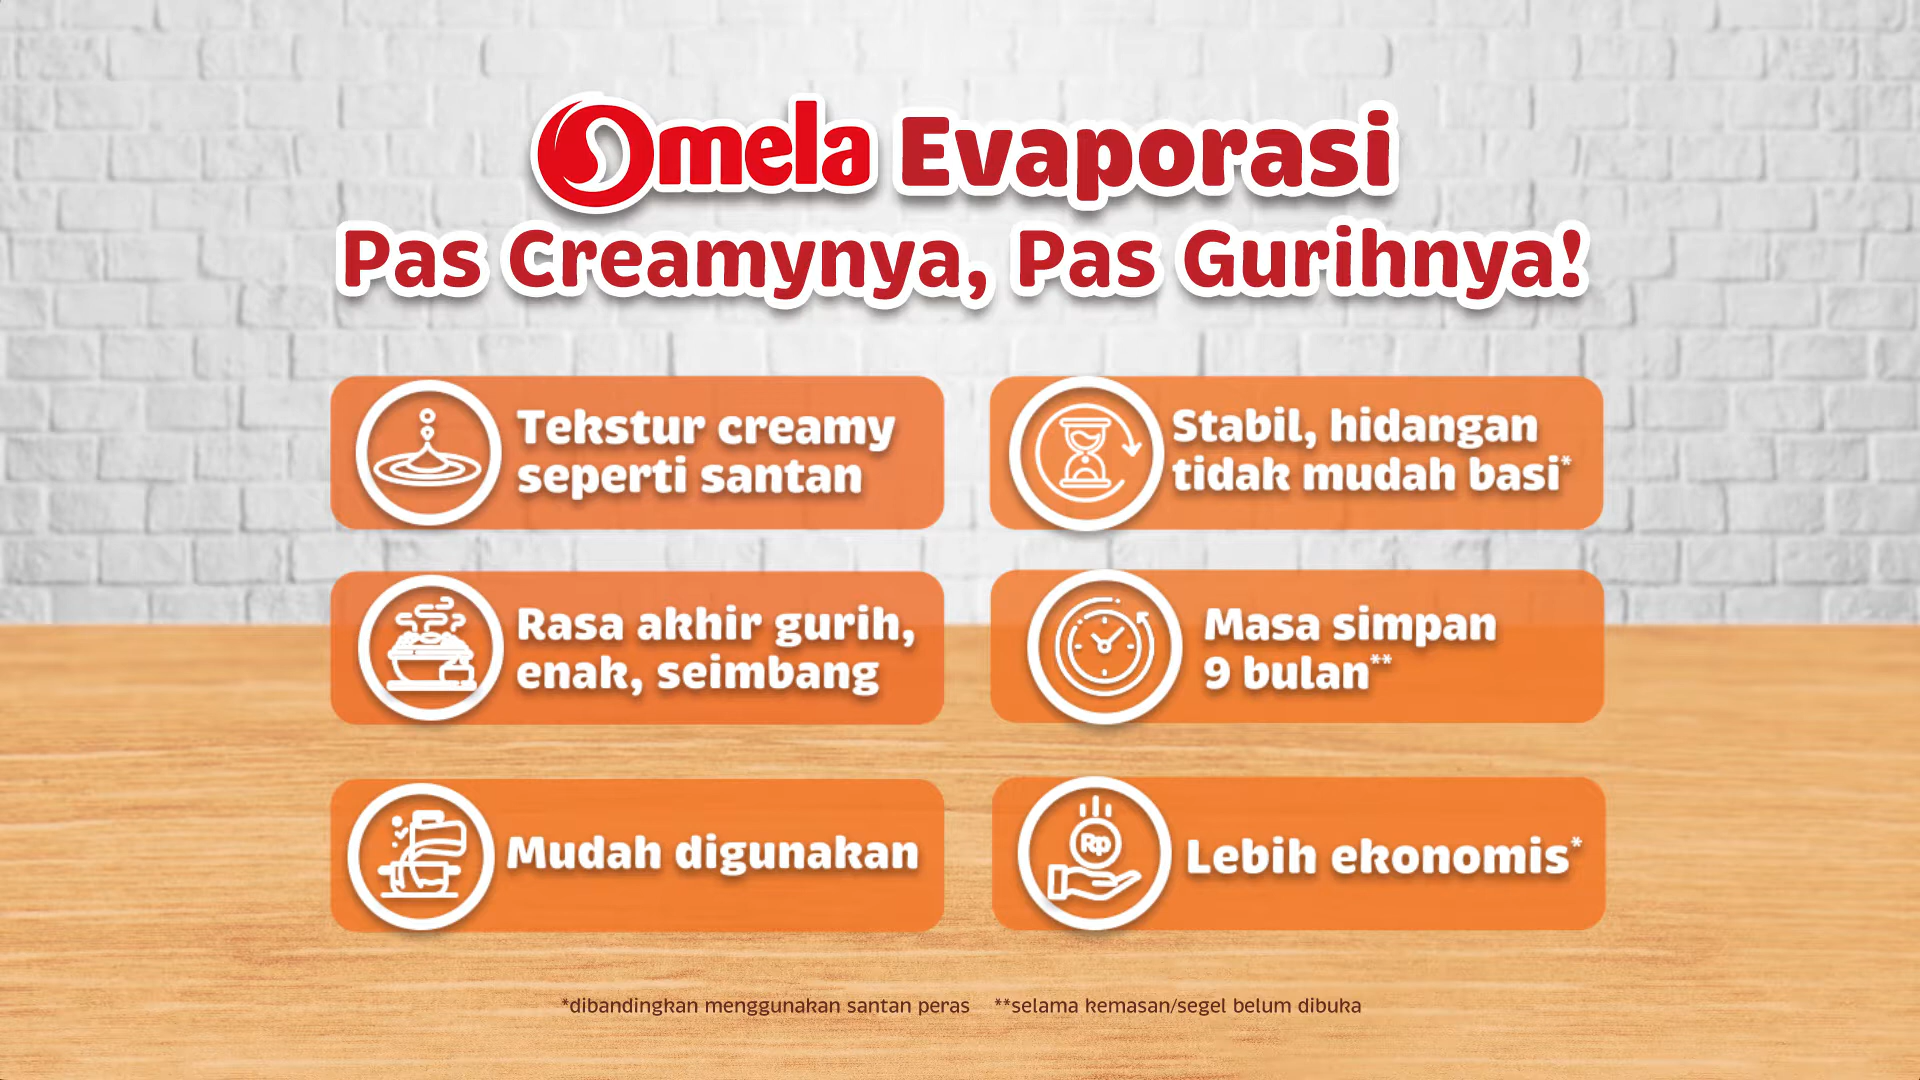 Omela Evaporasi
Pas Creamynya, Pas Gurihnya!
Tekstur creamy
seperti santan
Stabil, hidangan
tidak mudah basi*
Rasa akhir gurih,
enak, seimbang
Masa simpan
9 bulan**
Mudah digunakan
Rp
Lebih ekonomis*
*dibandingkan menggunakan santan peras **selama kemasan/segel belum dibuka